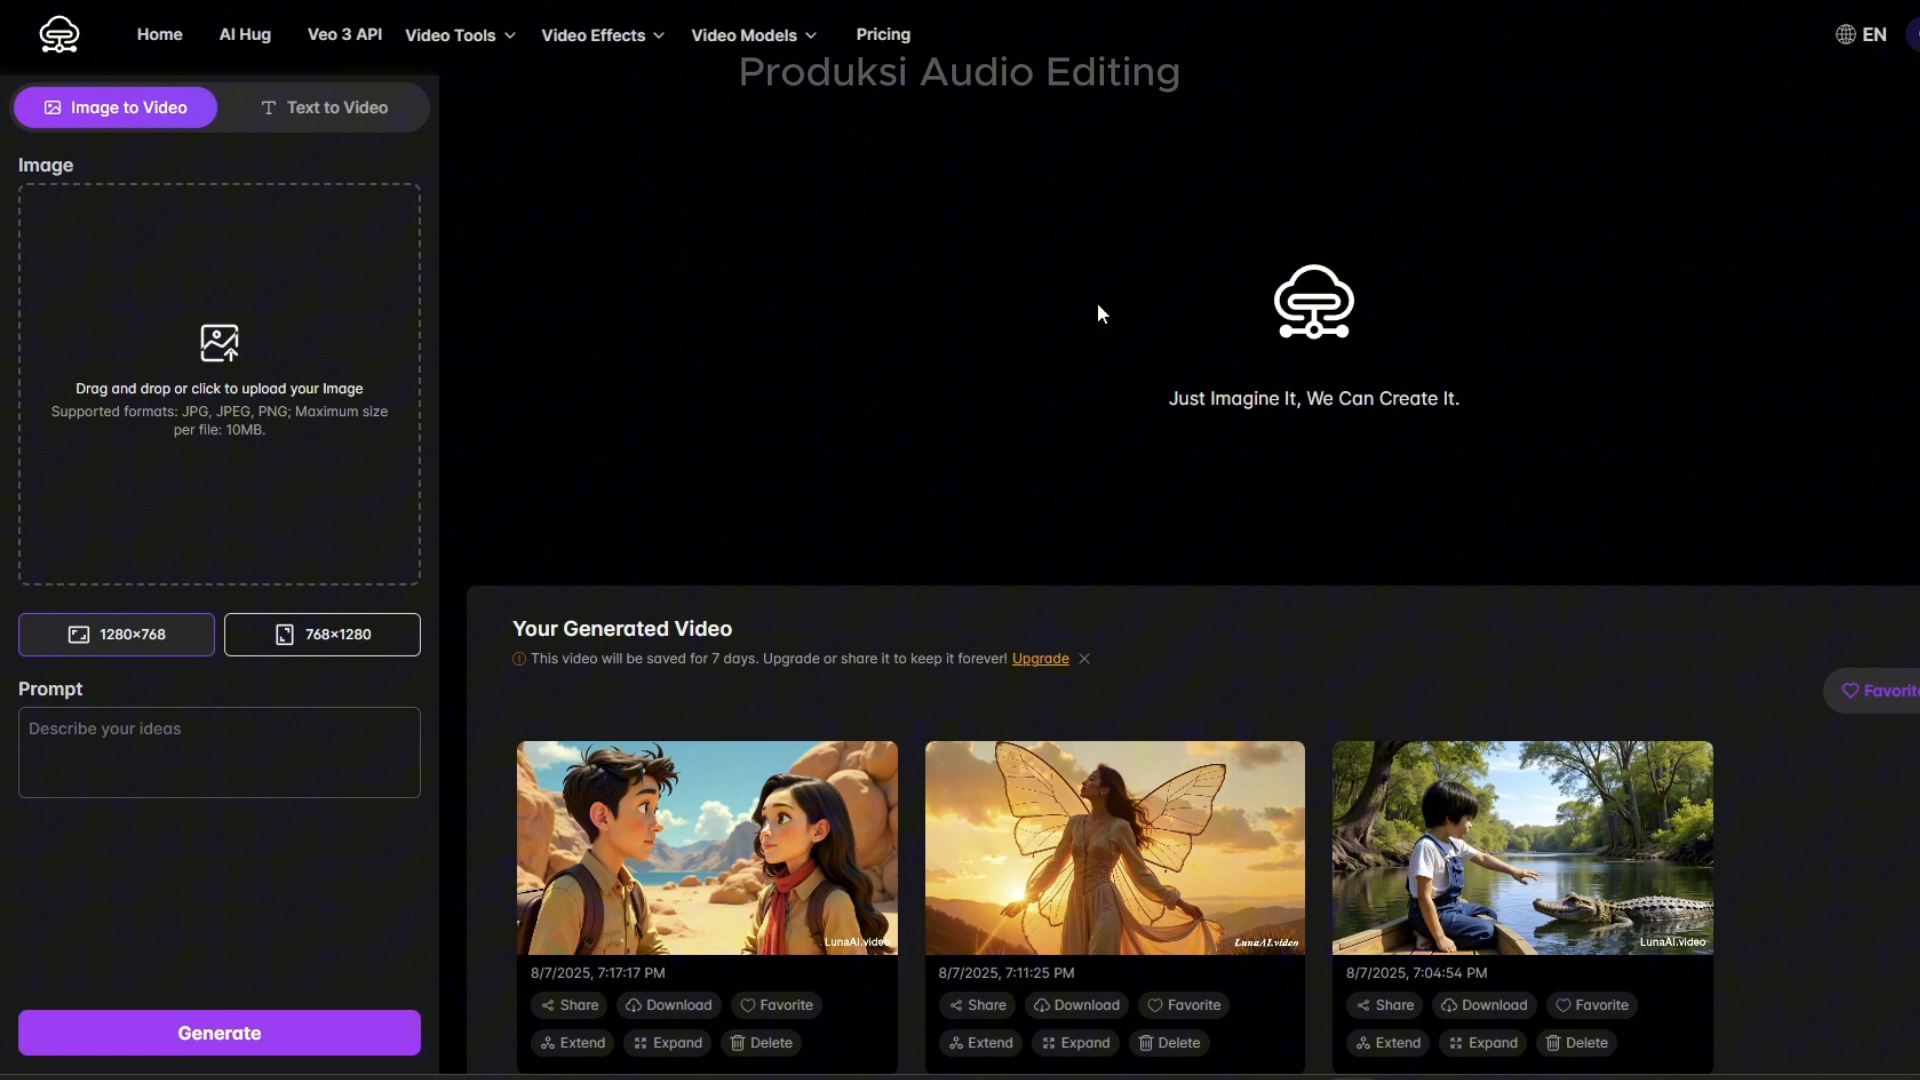 Home
AI Hug
Veo 3 API
Video Tools
Video Effects
Video Models
Pricing
EN
Produksi Audio Editing
Image to Video
Text to Video
Image
Drag and drop or click to upload your Image
Supported formats: JPG, JPEG, PNG; Maximum size
per file: 10MB.
1280×768
768×1280
Prompt
Describe your ideas
Generate
Just Imagine It, We Can Create It.
Your Generated Video
This video will be saved for 7 days. Upgrade or share it to keep it forever! Upgrade
LunaAI.video
LunaAI.video
LunaAI.video
8/7/2025, 7:17:17 PM
Share
Download
Favorite
Extend
Expand
Delete
8/7/2025, 7:11:25 PM
Share
Download
Favorite
Extend
Expand
Delete
8/7/2025, 7:04:54 PM
Share
Download
Favorite
Extend
Expand
Delete